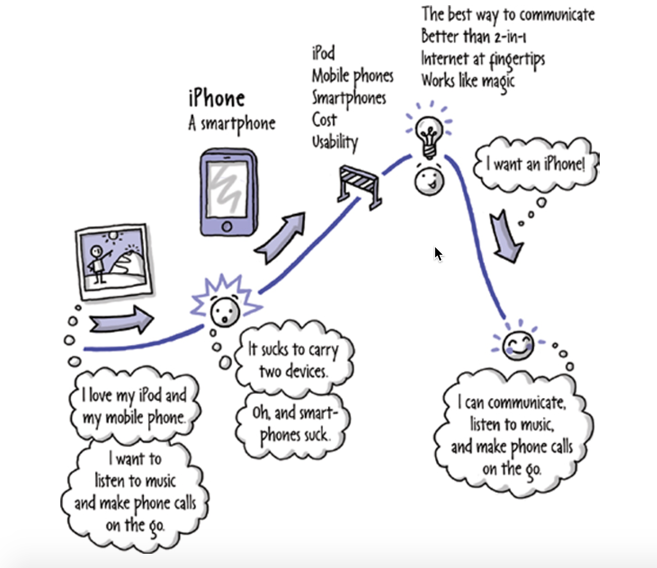 The best way to communicate
Better than 2-in-1
Internet at fingertips
Works like magic
iPod
Mobile phones
Smartphones
Cost
Usability
iPhone
A smartphone
I want an iPhone!
It sucks to carry
two devices.
Oh, and smart-
phones suck.
I love my iPod and
my mobile phone.
I want to
listen to music
and make phone calls
on the go.
I can communicate,
listen to music,
and make phone calls
on the go.